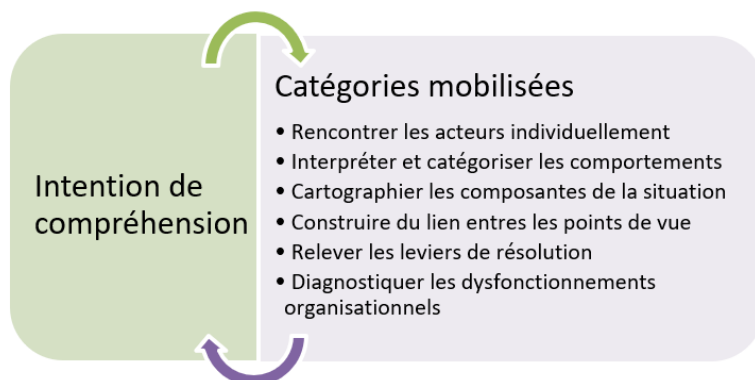 Intention de
compréhension
Catégories mobilisées
• Rencontrer les acteurs individuellement
• Interpréter et catégoriser les comportements
• Cartographier les composantes de la situation
• Construire du lien entres les points de vue
• Relever les leviers de résolution
• Diagnostiquer les dysfonctionnements
organisationnels